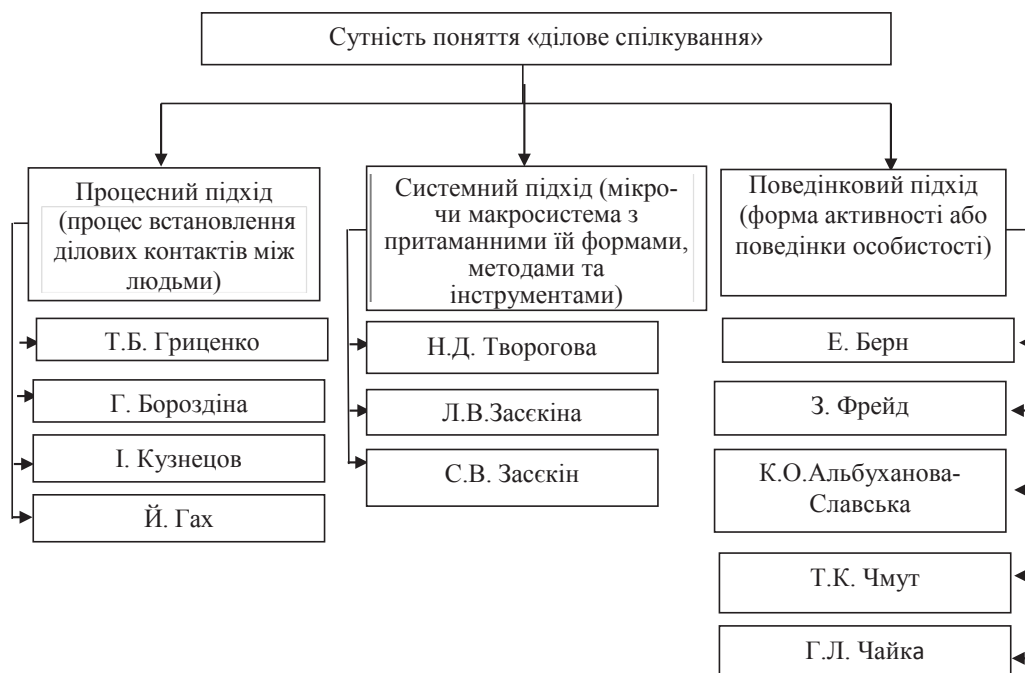 Сутність поняття «ділове спілкування»
Процесний підхід
(процес встановлення
ділових контактів між
людьми)
Т.Б. Гриценко
Г. Бороздіна
І. Кузнецов
Й. Гах
Системний підхід (мікро-
чи макросистема з
притаманними їй формами,
методами та
інструментами)
Н.Д. Творогова
Л.В.Засєкіна
С.В. Засєкін
Поведінковий підхід
(форма активності або
поведінки особистості)
Е. Берн
З. Фрейд
К.О.Альбуханова-
Славська
Т.К. Чмут
Г.Л. Чайка